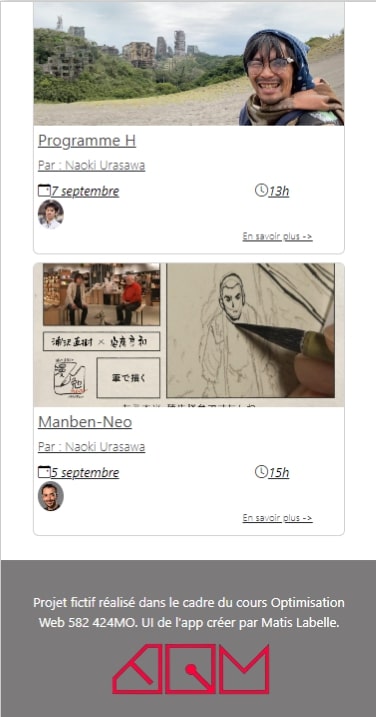 Programme H
Par : Naoki Urasawa
7 septembre
13h
En savoir plus ->
浦沢直樹 × 安彦良和
筆で描く
Manben-Neo
Par : Naoki Urasawa
5 septembre
15h
En savoir plus ->
Projet fictif réalisé dans le cadre du cours Optimisation
Web 582 424MO. UI de l'app créer par Matis Labelle.